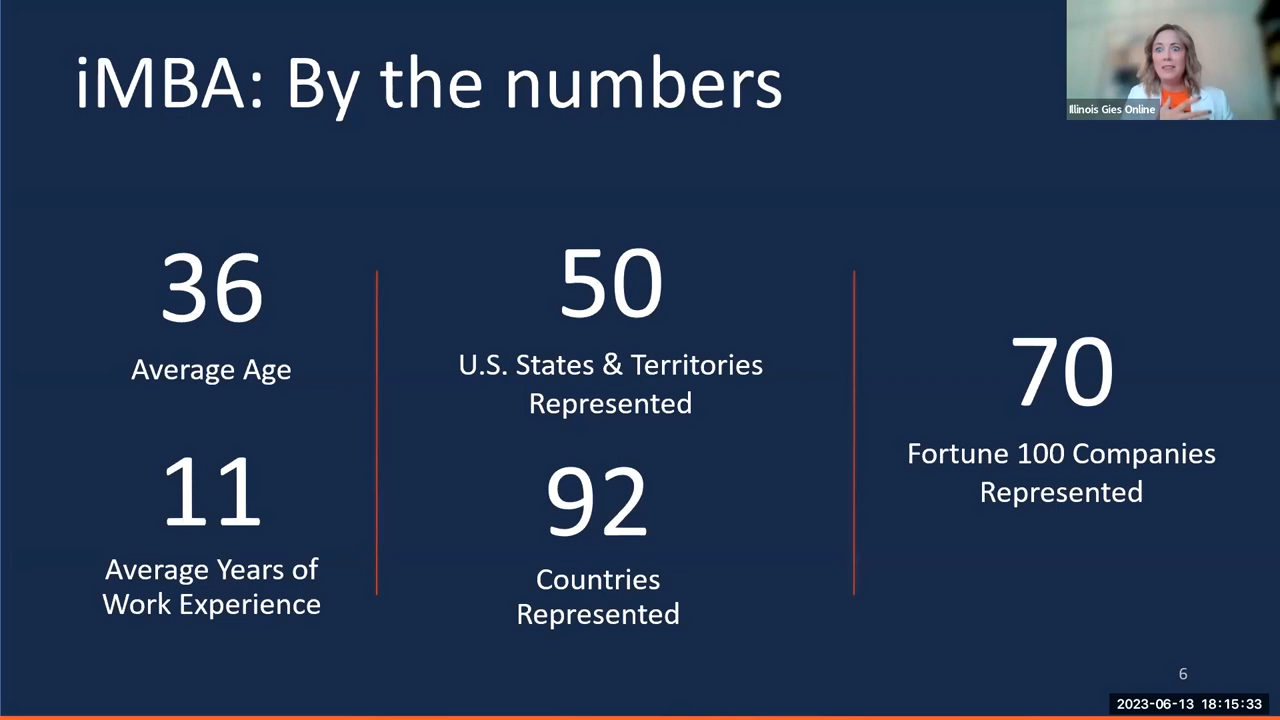 iMBA: By the numbers
Illinois Gies Online
36
Average Age
11
Average Years of
Work Experience
50
U.S. States & Territories
Represented
92
Countries
Represented
70
Fortune 100 Companies
Represented
6
2023-06-13 18:15:33